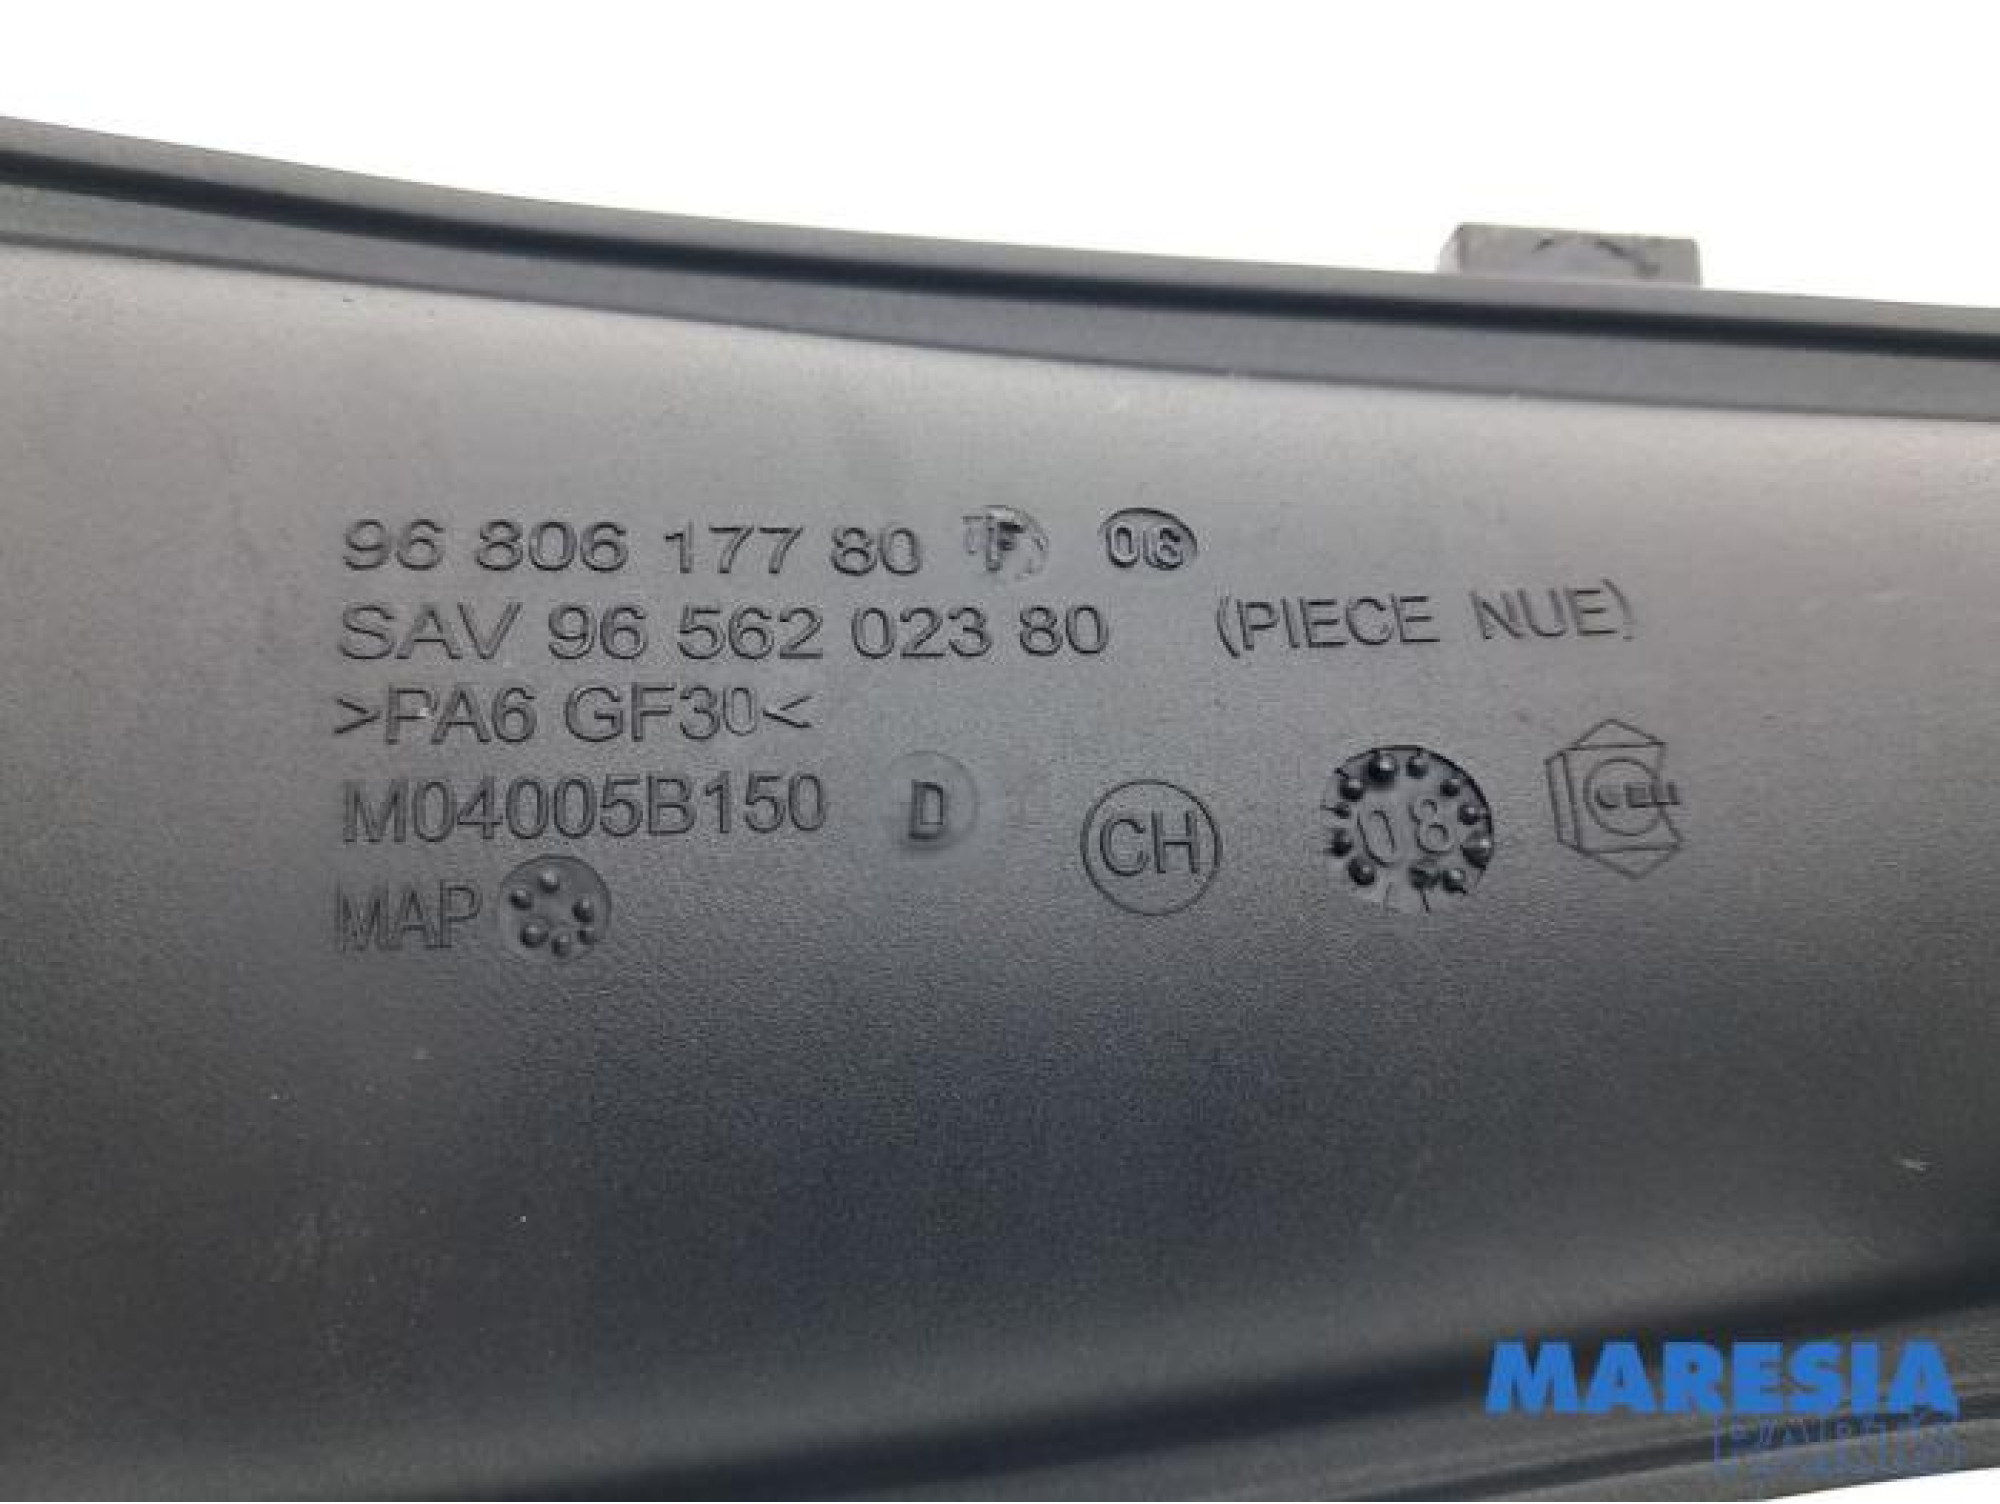 96 806 177 80 06
SAV 96 562 023 80 (PIECE NUE)
>PA6 GF30<
M04005B150 D CH 08
MAP
MARESIA
PARTS